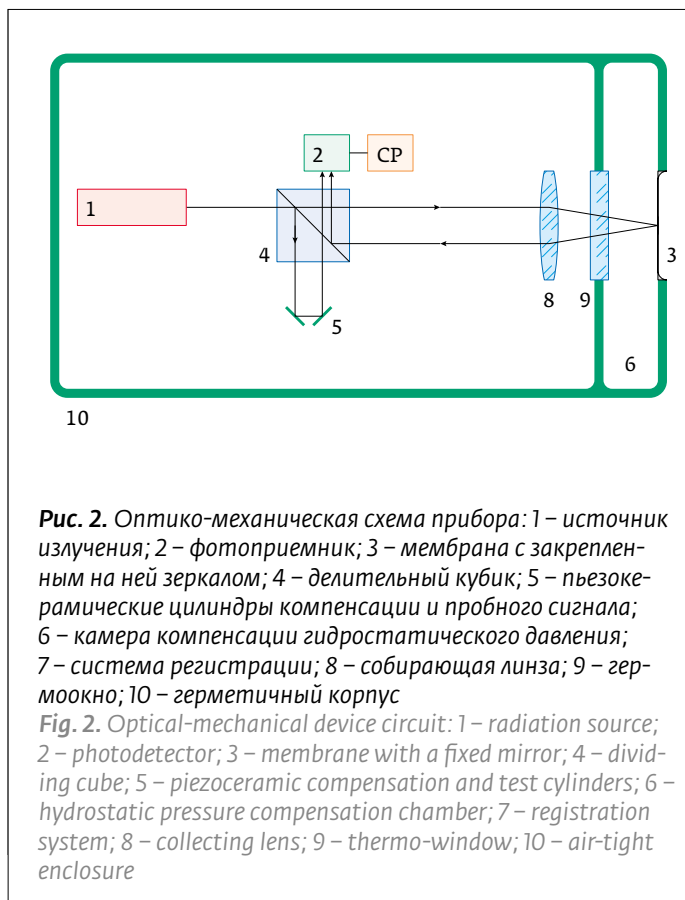 2
СР
1
4
5
8
9
3
6
10
Рис. 2. Оптико-механическая схема прибора: 1 – источник
излучения; 2 – фотоприемник; 3 – мембрана с закреплен-
ным на ней зеркалом; 4 – делительный кубик; 5 – пьезоке-
рамические цилиндры компенсации и пробного сигнала;
6 – камера компенсации гидростатического давления;
7 – система регистрации; 8 – собирающая линза; 9 – гер-
моокно; 10 – герметичный корпус
Fig. 2. Optical-mechanical device circuit: 1 – radiation source;
2 – photodetector; 3 – membrane with a fixed mirror; 4 – divid-
ing cube; 5 – piezoceramic compensation and test cylinders; 6 –
hydrostatic pressure compensation chamber; 7 – registration
system; 8 – collecting lens; 9 – thermo-window; 10 – air-tight
enclosure